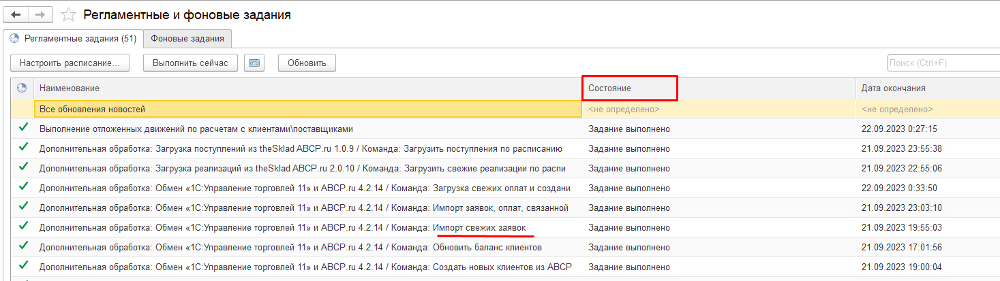 Регламентные и фоновые задания
Регламентные задания (51) Фоновые задания
Настроить расписание... Выполнить сейчас Обновить Поиск (Ctrl+F)
Наименование Состояние Дата окончания
Все обновления новостей <не определено> <не определено>
Выполнение отложенных движений по расчетам с клиентами\поставщиками Задание выполнено 22.09.2023 0:27:15
Дополнительная обработка: Загрузка поступлений из theSklad ABCP.ru 1.0.9 / Команда: Загрузить поступления по расписанию Задание выполнено 21.09.2023 23:55:38
Дополнительная обработка: Загрузка реализаций из theSklad ABCP.ru 2.0.10 / Команда: Загрузить свежие реализации по распи Задание выполнено 21.09.2023 22:55:06
Дополнительная обработка: Обмен «1С:Управление торговлей 11» и ABCP.ru 4.2.14 / Команда: Загрузка свежих оплат и создани Задание выполнено 22.09.2023 0:33:50
Дополнительная обработка: Обмен «1С:Управление торговлей 11» и ABCP.ru 4.2.14 / Команда: Импорт заявок, оплат, связанной Задание выполнено 21.09.2023 23:03:10
Дополнительная обработка: Обмен «1С:Управление торговлей 11» и ABCP.ru 4.2.14 / Команда: Импорт свежих заявок Задание выполнено 21.09.2023 19:55:03
Дополнительная обработка: Обмен «1С:Управление торговлей 11» и ABCP.ru 4.2.14 / Команда: Обновить баланс клиентов Задание выполнено 21.09.2023 17:01:56
Дополнительная обработка: Обмен «1С:Управление торговлей 11» и ABCP.ru 4.2.14 / Команда: Создать новых клиентов из ABCP Задание выполнено 21.09.2023 19:00:04